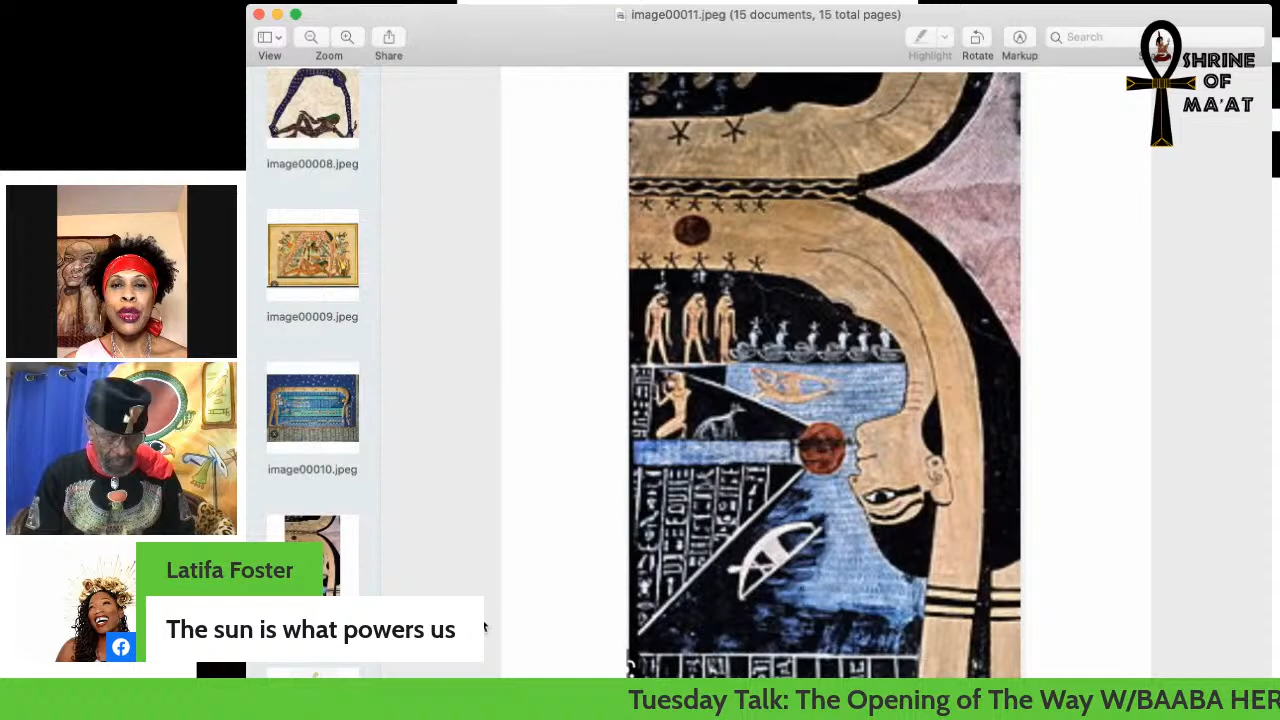 image00011.jpeg (15 documents, 15 total pages)
View
Zoom
Share
Highlight
Rotate
Markup
Search
SHRINE
OF
MA'AT
image00008.jpeg
image00009.jpeg
image00010.jpeg
Latifa Foster
The sun is what powers us
Tuesday Talk: The Opening of The Way W/BAABA HER